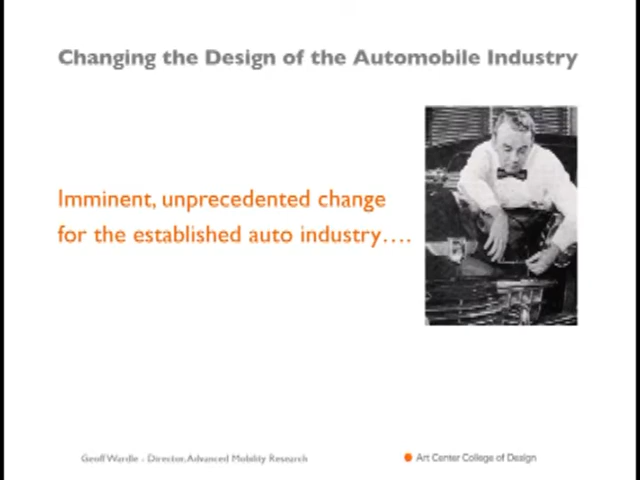 Changing the Design of the Automobile Industry
Imminent, unprecedented change
for the established auto industry....
Geoff Wardle - Director, Advanced Mobility Research
Art Center College of Design